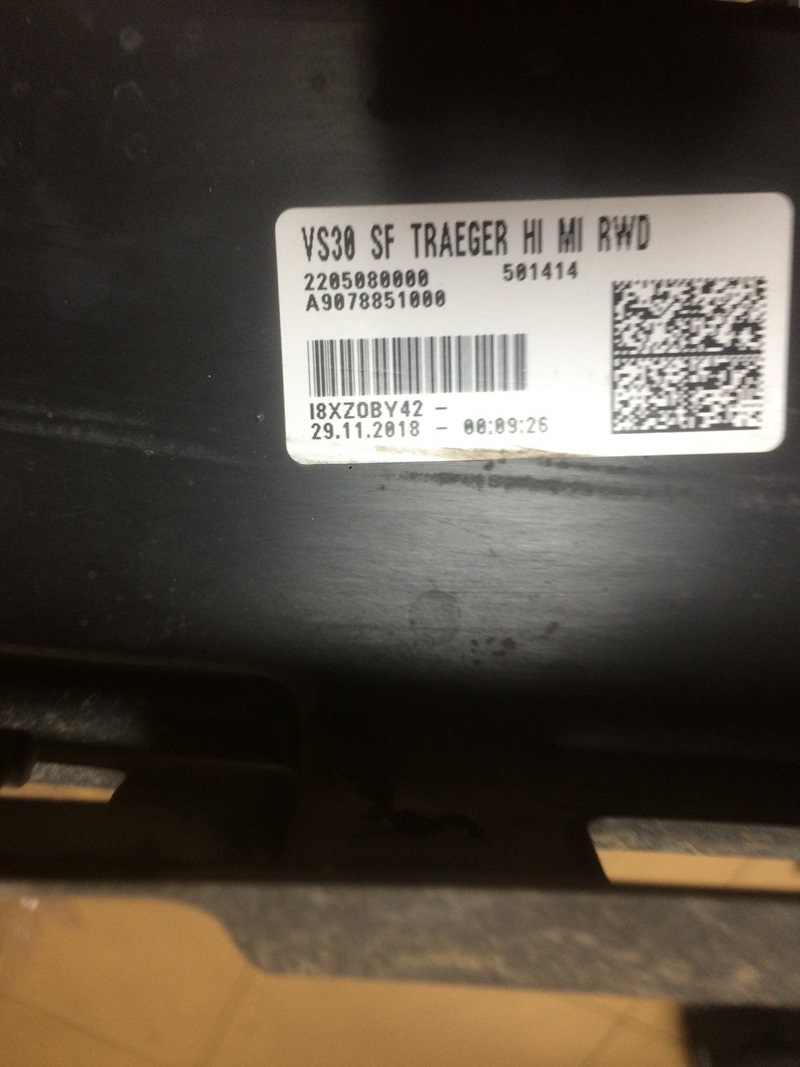 VS30 SF TRAEGER HI MI RWD
2205080000 501414
A9078851000
I8XZOBY42 -
29.11.2018 - 00:09:26